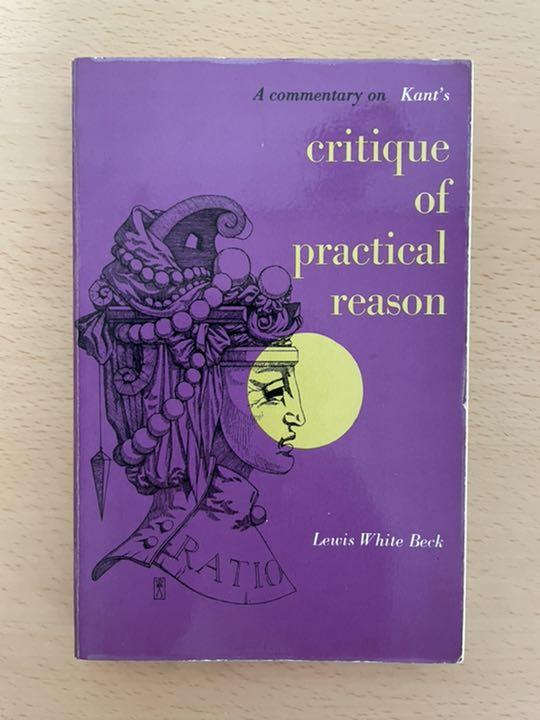 A commentary on Kant's
critique
of
practical
reason
Lewis White Beck
RATIO